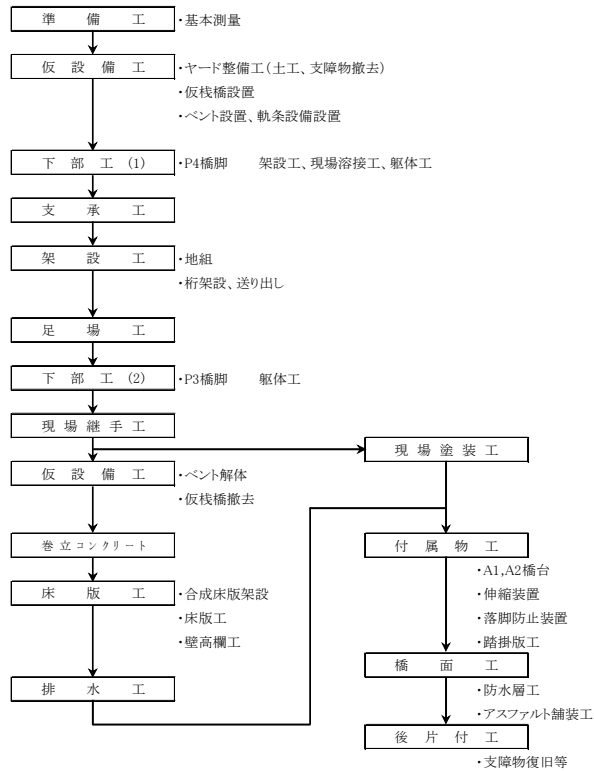 準備工
・基本測量
仮設備工
・ヤード整備工(土工、支障物撤去)
・仮桟橋設置
・ベント設置、軌条設備設置
下部工(1)
・P4橋脚　架設工、現場溶接工、躯体工
支承工
架設工
・地組
・桁架設、送り出し
足場工
下部工(2)
・P3橋脚　躯体工
現場継手工
仮設備工
・ベント解体
・仮桟橋撤去
巻立コンクリート
床版工
・合成床版架設
・床版工
・壁高欄工
排水工
現場塗装工
付属物工
・A1,A2橋台
・伸縮装置
・落脚防止装置
・踏掛版工
橋面工
・防水層工
・アスファルト舗装工
後片付工
・支障物復旧等